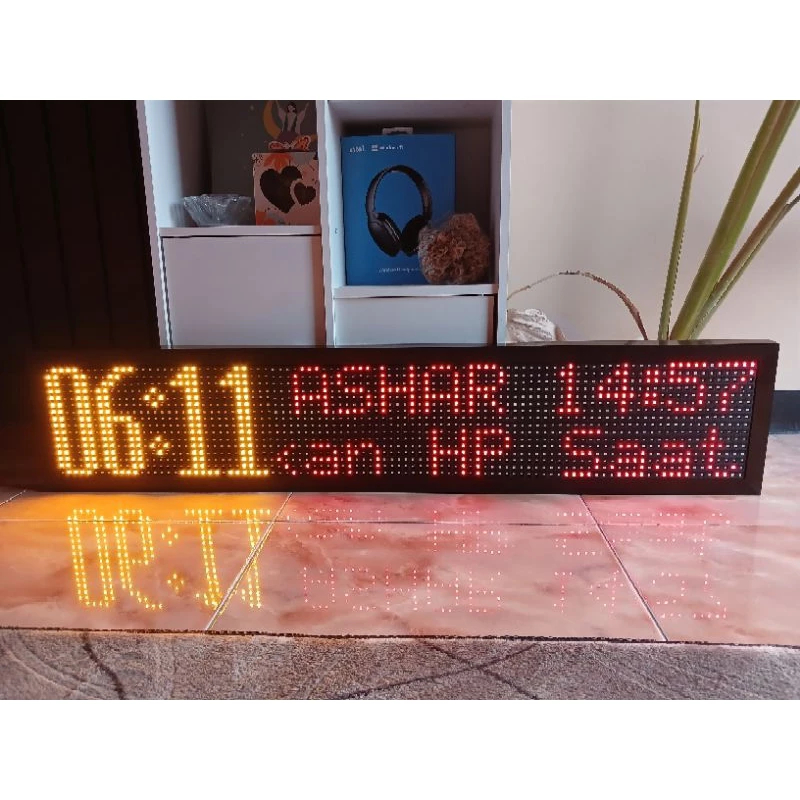 06:11
ASHAR 14:57
kan HP Saat